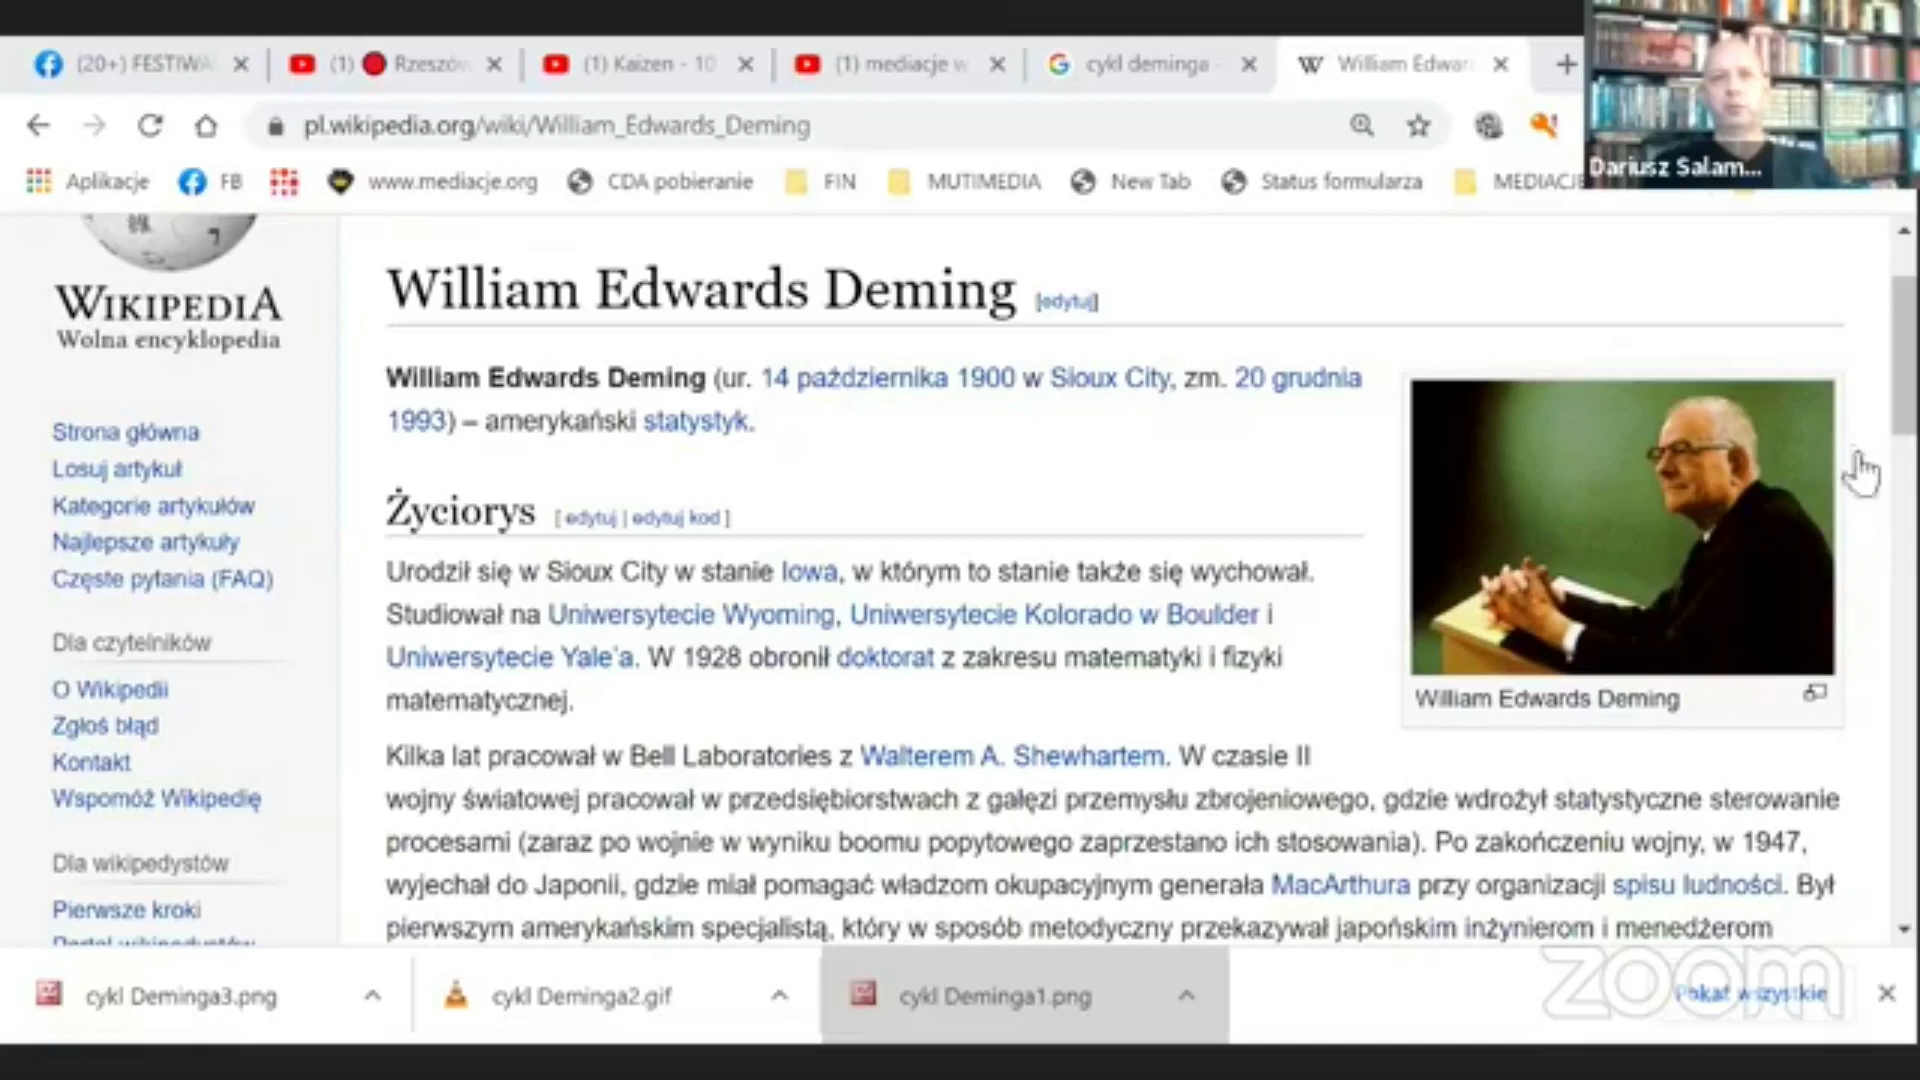 (20+) FESTIWA
(1) Rzeszów
(1) Kaizen - 10
(1) mediacje w
cykl deminga -
William Edwar
pl.wikipedia.org/wiki/William_Edwards_Deming
Aplikacje
FB
www.mediacje.org
CDA pobieranie
FIN
MUTIMEDIA
New Tab
Status formularza
MEDIACJE
Dariusz Salam...
WIKIPEDIA
Wolna encyklopedia
Strona główna
Losuj artykuł
Kategorie artykułów
Najlepsze artykuły
Częste pytania (FAQ)
Dla czytelników
O Wikipedii
Zgłoś błąd
Kontakt
Wspomóż Wikipedię
Dla wikipedystów
Pierwsze kroki
Portal wikipedystów
William Edwards Deming [edytuj]
William Edwards Deming (ur. 14 października 1900 w Sioux City, zm. 20 grudnia
1993) – amerykański statystyk.
Życiorys [ edytuj | edytuj kod ]
Urodził się w Sioux City w stanie Iowa, w którym to stanie także się wychował.
Studiował na Uniwersytecie Wyoming, Uniwersytecie Kolorado w Boulder i
Uniwersytecie Yale'a. W 1928 obronił doktorat z zakresu matematyki i fizyki
matematycznej.
William Edwards Deming
Kilka lat pracował w Bell Laboratories z Walterem A. Shewhartem. W czasie II
wojny światowej pracował w przedsiębiorstwach z gałęzi przemysłu zbrojeniowego, gdzie wdrożył statystyczne sterowanie
procesami (zaraz po wojnie w wyniku boomu popytowego zaprzestano ich stosowania). Po zakończeniu wojny, w 1947,
wyjechał do Japonii, gdzie miał pomagać władzom okupacyjnym generała MacArthura przy organizacji spisu ludności. Był
pierwszym amerykańskim specjalistą, który w sposób metodyczny przekazywał japońskim inżynierom i menedżerom
cykl Deminga3.png
cykl Deminga2.gif
cykl Deminga1.png
Pokaż wszystkie
zoom